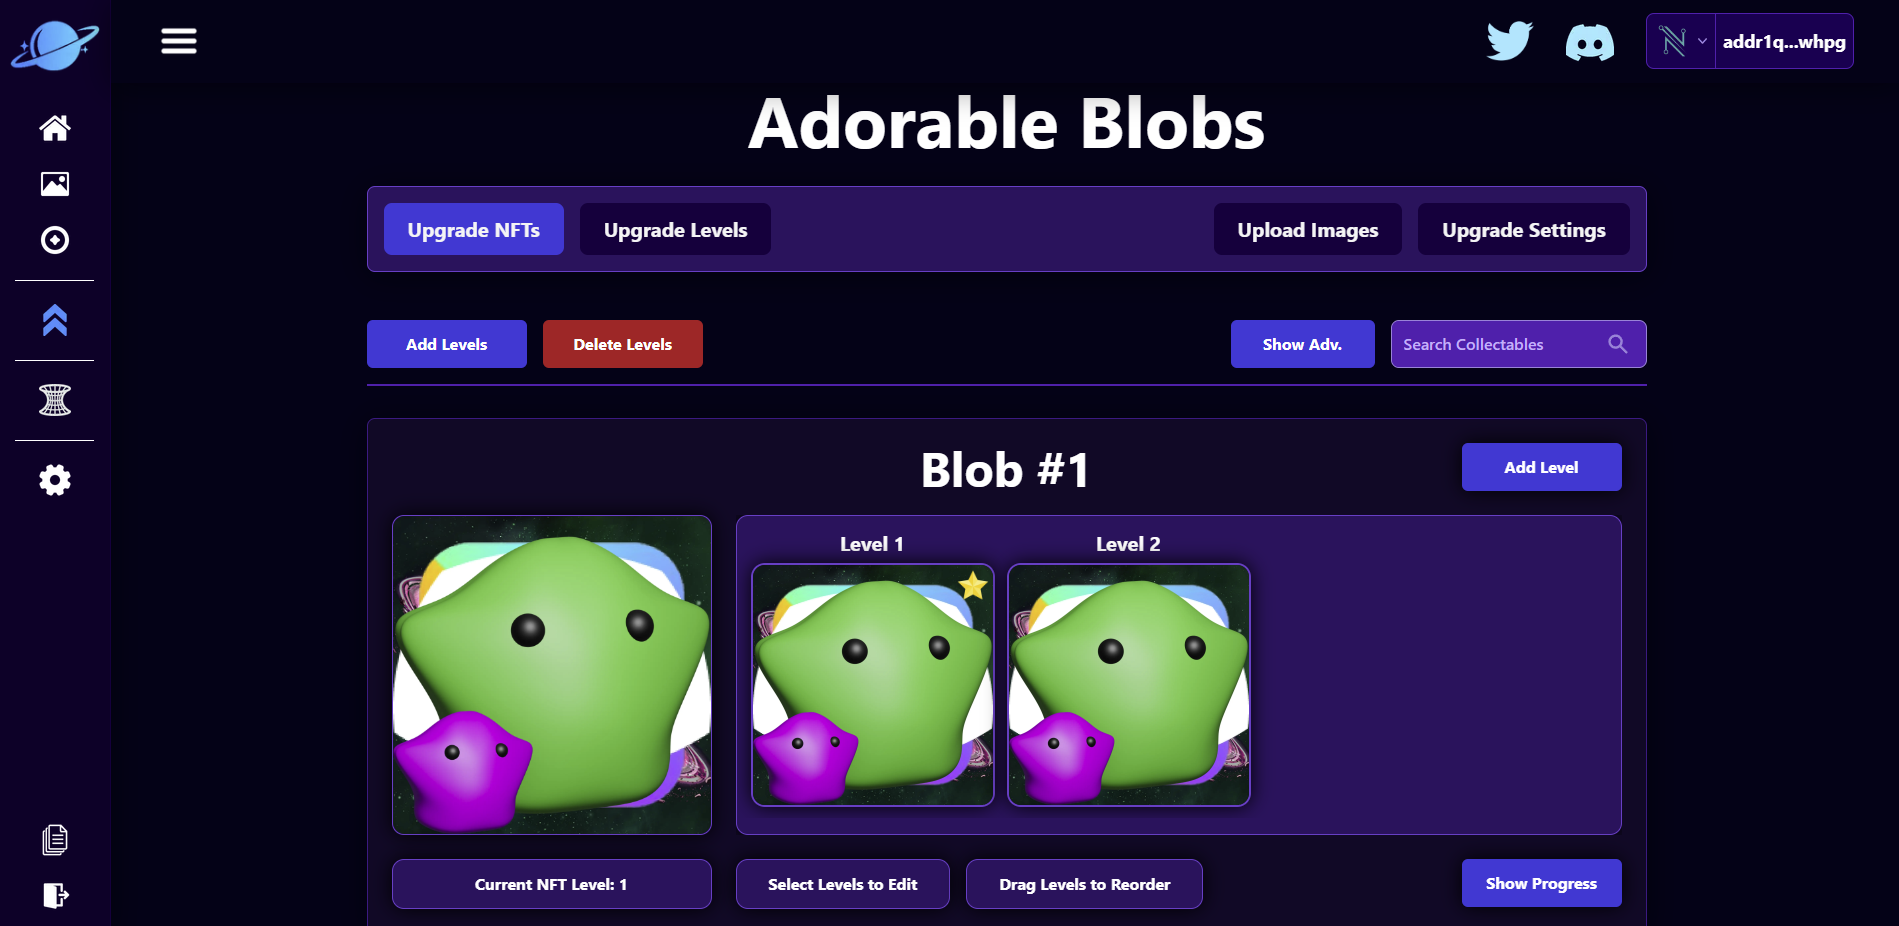 addr1q...whpg
Adorable Blobs
Upgrade NFTs
Upgrade Levels
Upload Images
Upgrade Settings
Add Levels
Delete Levels
Show Adv.
Search Collectables
Blob #1
Add Level
Level 1
Level 2
Current NFT Level: 1
Select Levels to Edit
Drag Levels to Reorder
Show Progress